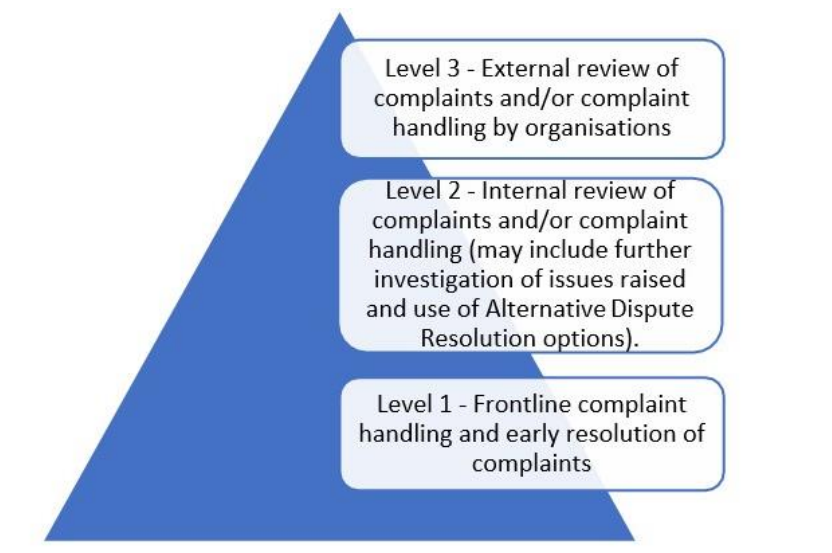 Level 3 - External review of
complaints and/or complaint
handling by organisations
Level 2 - Internal review of
complaints and/or complaint
handling (may include further
investigation of issues raised
and use of Alternative Dispute
Resolution options).
Level 1 - Frontline complaint
handling and early resolution of
complaints